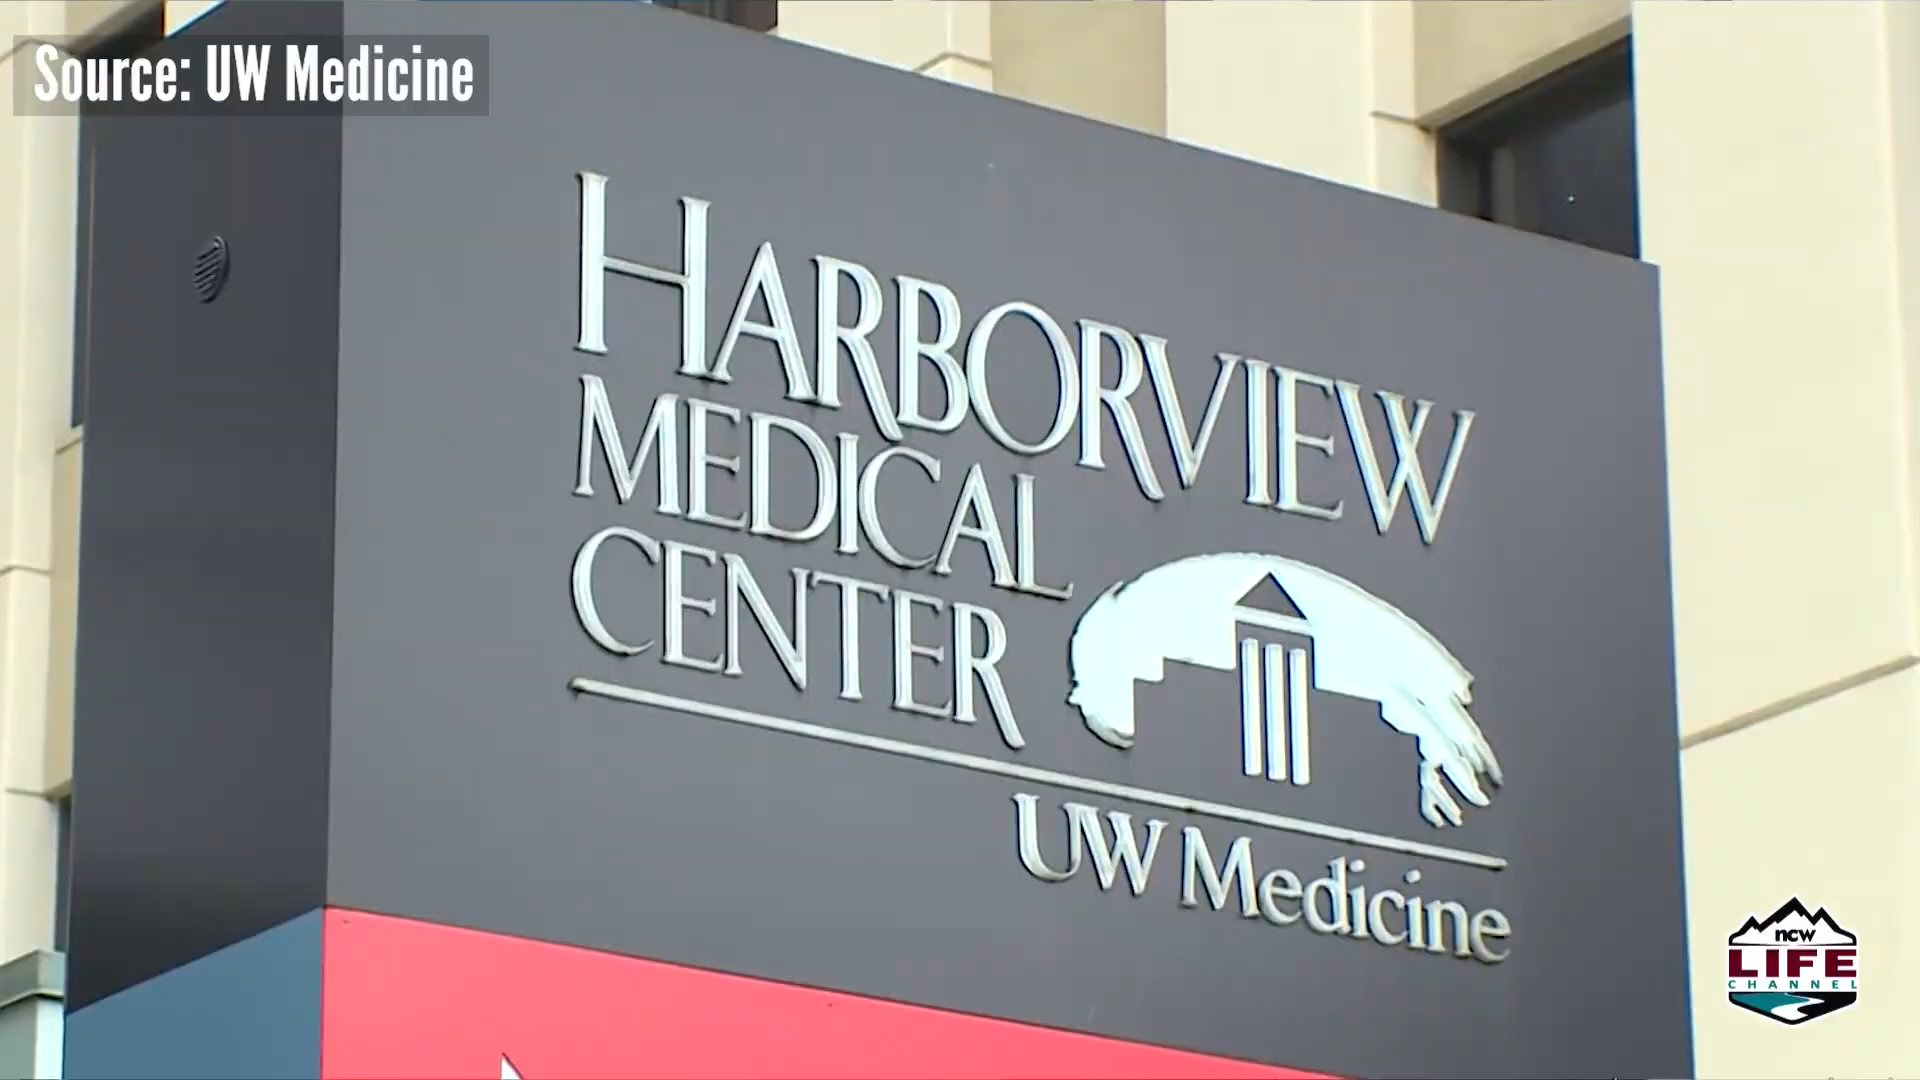 Source: UW Medicine
HARBORVIEW
MEDICAL
CENTER
UW Medicine
ncw
LIFE
CHANNEL